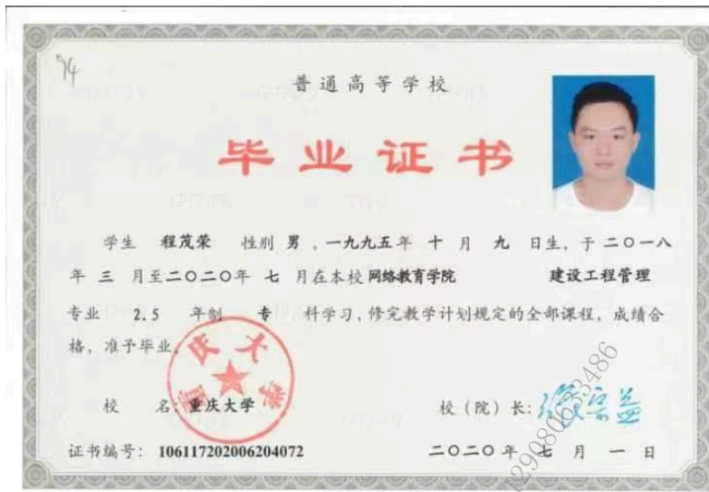 74
普通高等学校
毕业证书
学生 程茂荣 性别 男 ,一九九五年 十 月 九 日生,于二〇一八
年 三 月至二〇二〇年 七 月在本校网络教育学院 建设工程管理
专业 2.5 年制 专 科学习,修完教学计划规定的全部课程,成绩合
格,准予毕业。
重庆大学
校 名:重庆大学 校(院)长:
证书编号: 106117202006204072 二〇二〇年 七 月 一 日